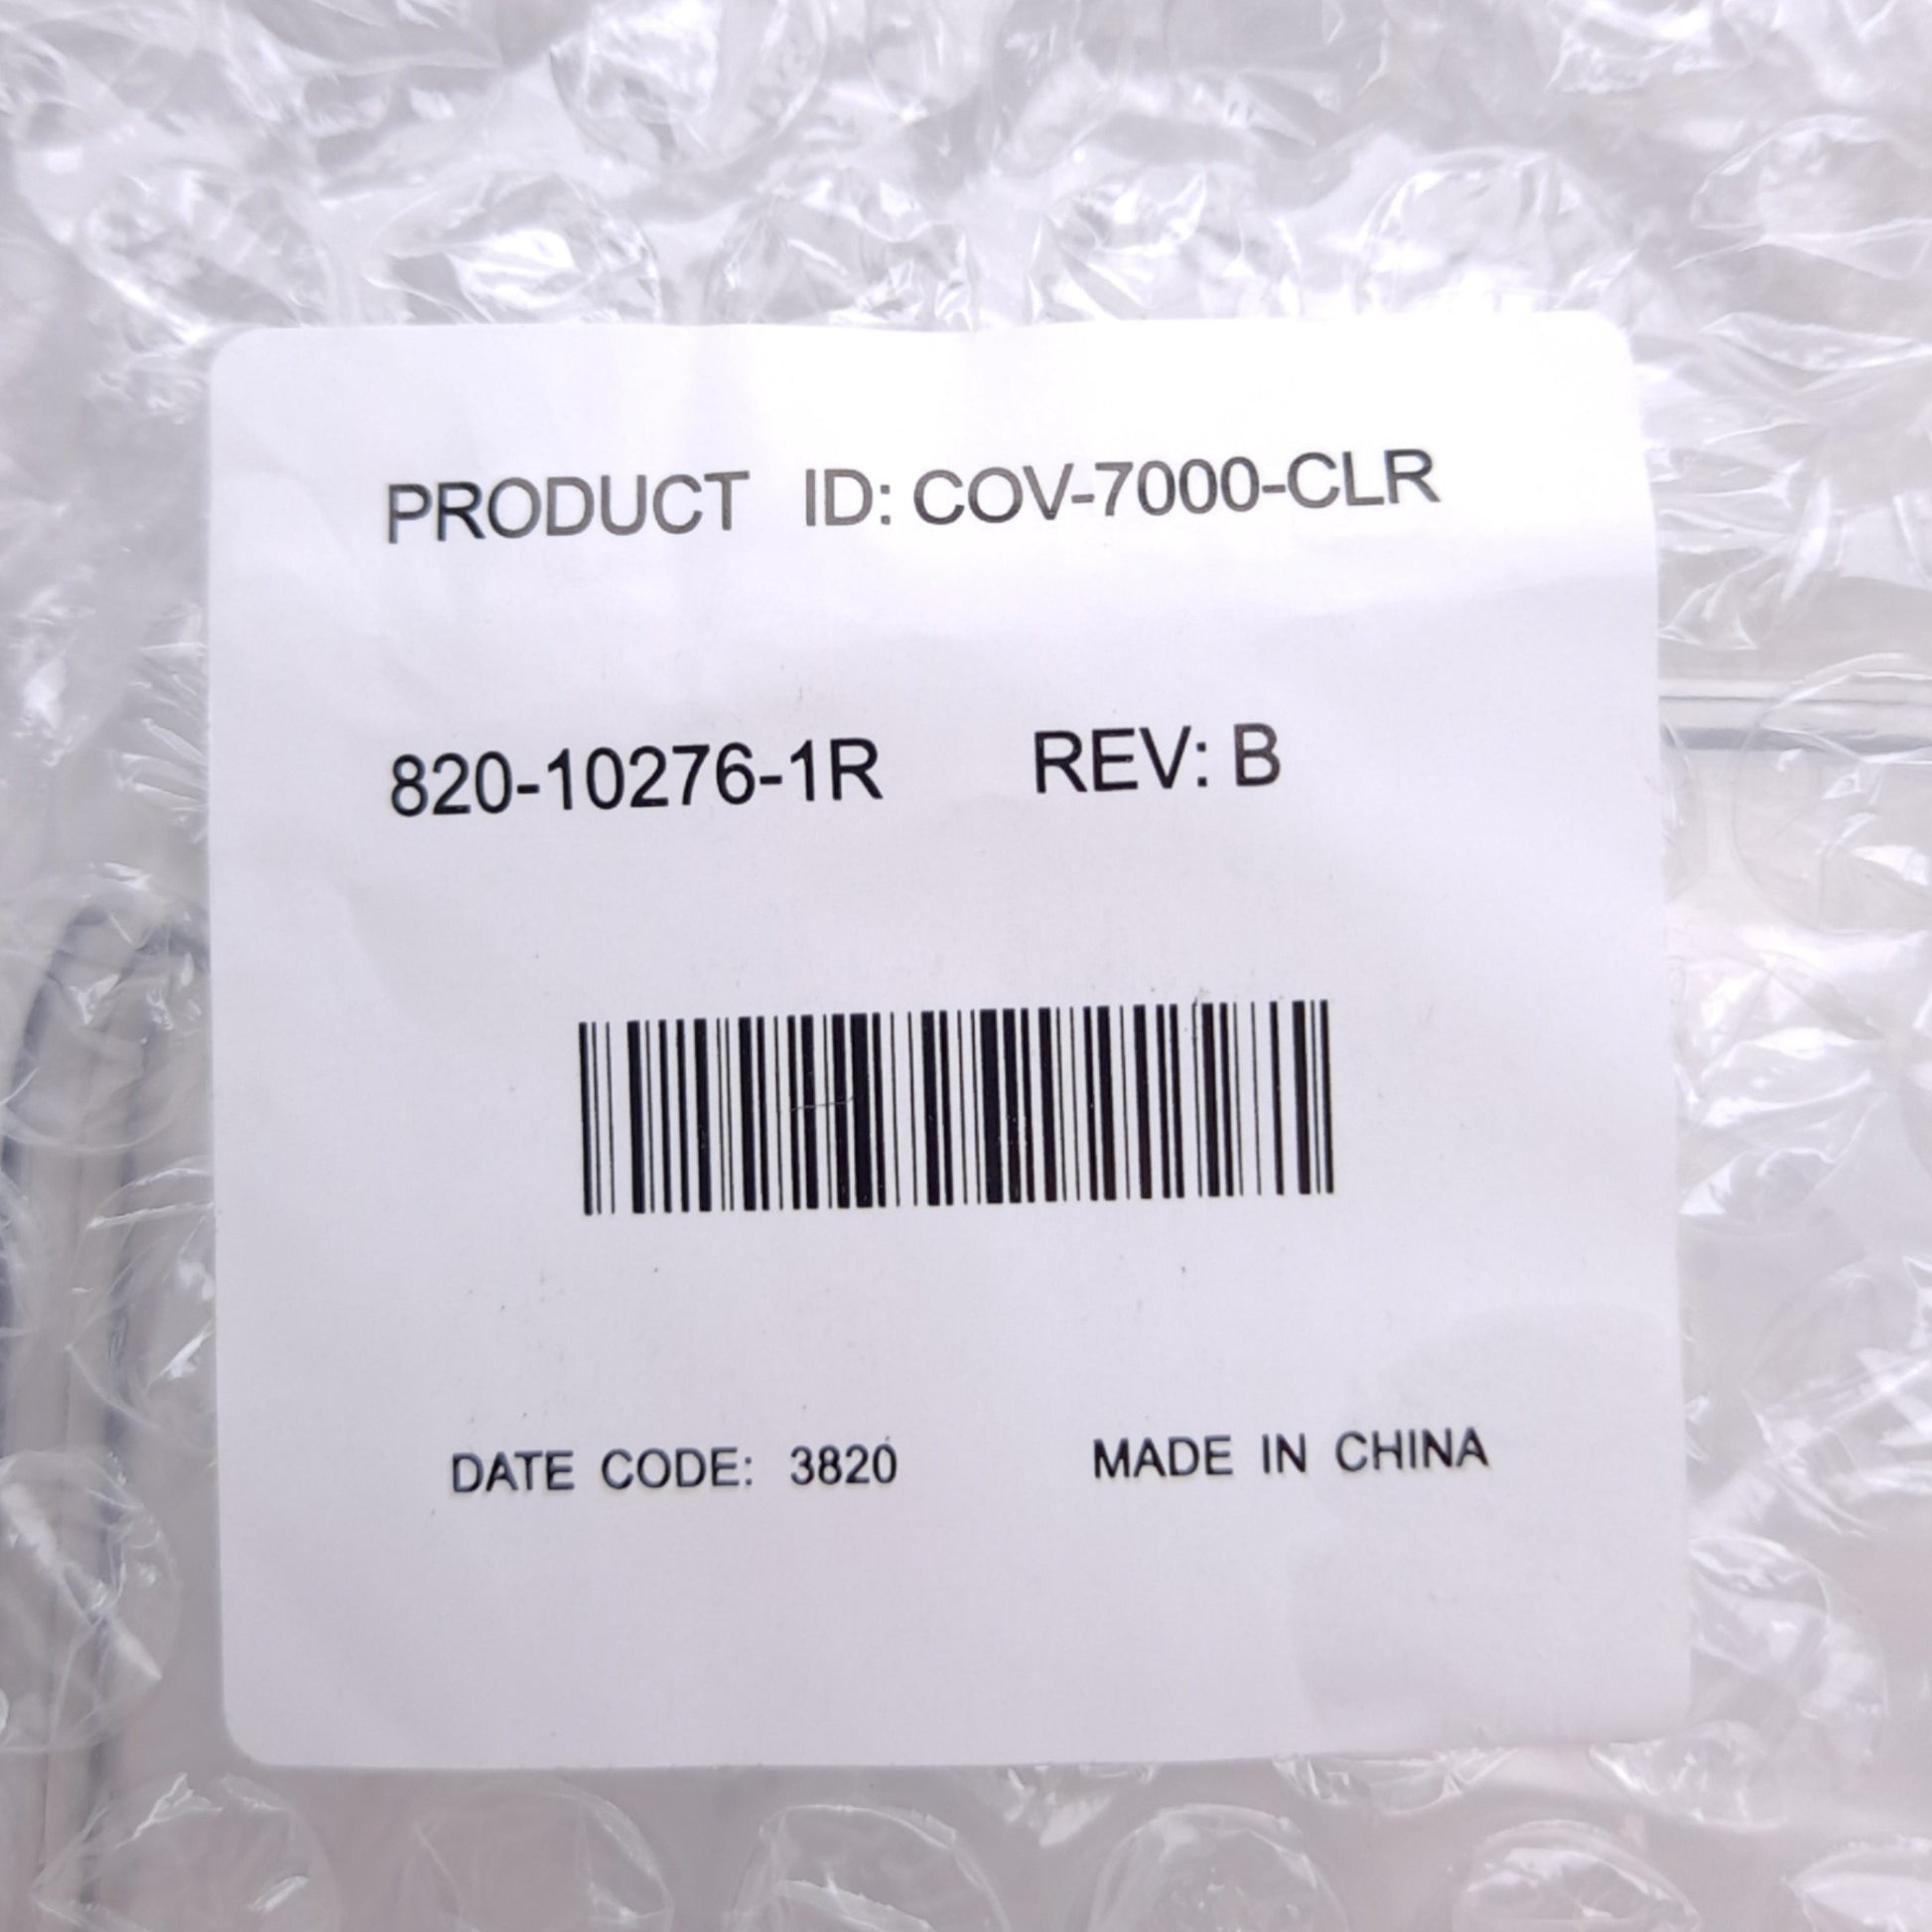 PRODUCT ID: COV-7000-CLR
820-10276-1R REV: B
DATE CODE: 3820 MADE IN CHINA